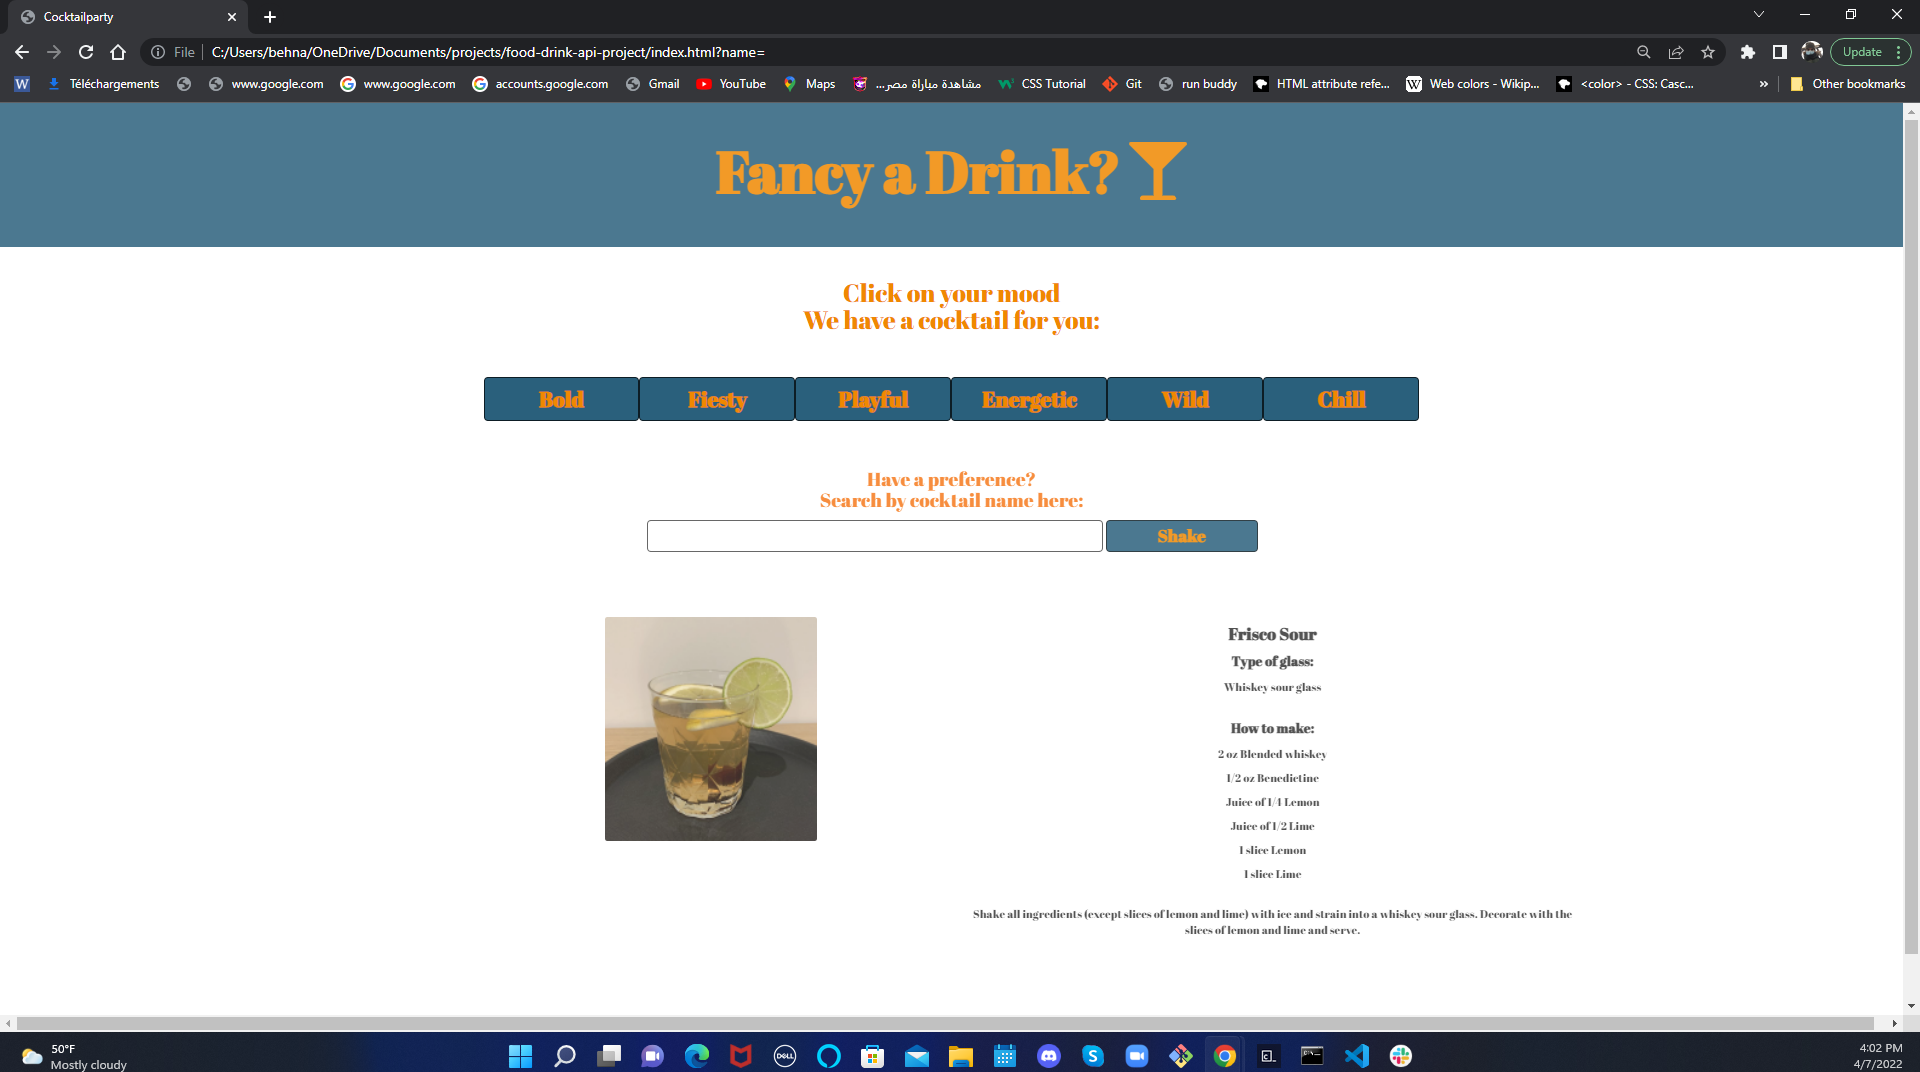 Cocktailparty
File
C:/Users/behna/OneDrive/Documents/projects/food-drink-api-project/index.html?name=
Update
Téléchargements
www.google.com
www.google.com
accounts.google.com
Gmail
YouTube
Maps
مشاهدة مباراة مصر...
CSS Tutorial
Git
run buddy
HTML attribute refe...
Web colors - Wikip...
<color> - CSS: Casc...
»
Other bookmarks
Fancy a Drink?
Click on your mood
We have a cocktail for you:
Bold
Fiesty
Playful
Energetic
Wild
Chill
Have a preference?
Search by cocktail name here:
Shake
Frisco Sour
Type of glass:
Whiskey sour glass
How to make:
2 oz Blended whiskey
1/2 oz Benedictine
Juice of 1/4 Lemon
Juice of 1/2 Lime
1 slice Lemon
1 slice Lime
Shake all ingredients (except slices of lemon and lime) with ice and strain into a whiskey sour glass. Decorate with the
slices of lemon and lime and serve.
50°F
Mostly cloudy
DELL
4:02 PM
4/7/2022